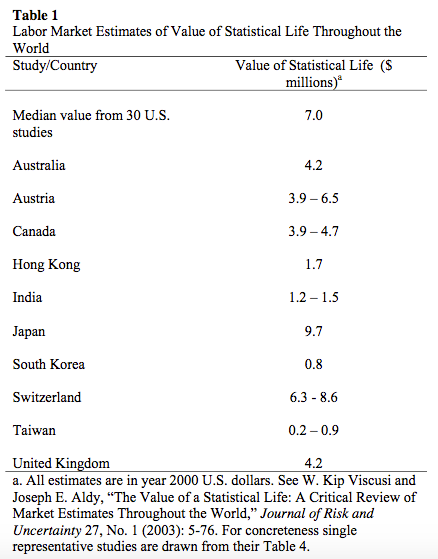 Table 1
Labor Market Estimates of Value of Statistical Life Throughout the
World
Study/Country Value of Statistical Life ($
millions)a
Median value from 30 U.S. 7.0
studies
Australia 4.2
Austria 3.9 – 6.5
Canada 3.9 – 4.7
Hong Kong 1.7
India 1.2 – 1.5
Japan 9.7
South Korea 0.8
Switzerland 6.3 - 8.6
Taiwan 0.2 – 0.9
United Kingdom 4.2
a. All estimates are in year 2000 U.S. dollars. See W. Kip Viscusi and
Joseph E. Aldy, “The Value of a Statistical Life: A Critical Review of
Market Estimates Throughout the World,” Journal of Risk and
Uncertainty 27, No. 1 (2003): 5-76. For concreteness single
representative studies are drawn from their Table 4.